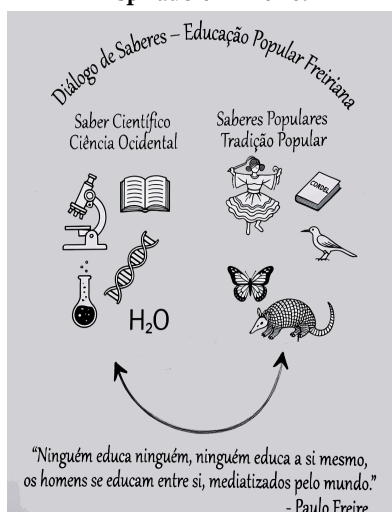 Diálogo de Saberes – Educação Popular Freiriana
Saber Científico
Ciência Ocidental
Saberes Populares
Tradição Popular
CORDEL
H₂O
“Ninguém educa ninguém, ninguém educa a si mesmo,
os homens se educam entre si, mediatizados pelo mundo.”
- Paulo Freire